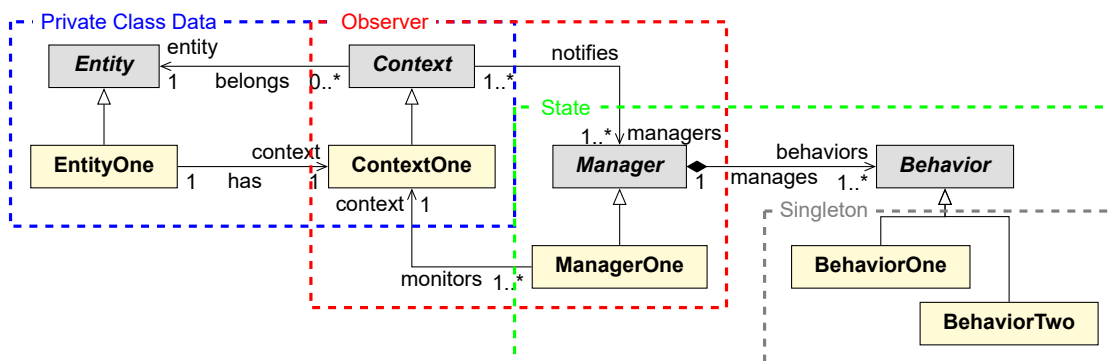 Private Class Data
Observer
entity
Entity
1
belongs
0..*
Context
1..*
notifies
State
1..*
managers
EntityOne
1
has
context
1
ContextOne
context
1
Manager
1
manages
behaviors
1..*
Behavior
Singleton
monitors
1..*
ManagerOne
BehaviorOne
BehaviorTwo